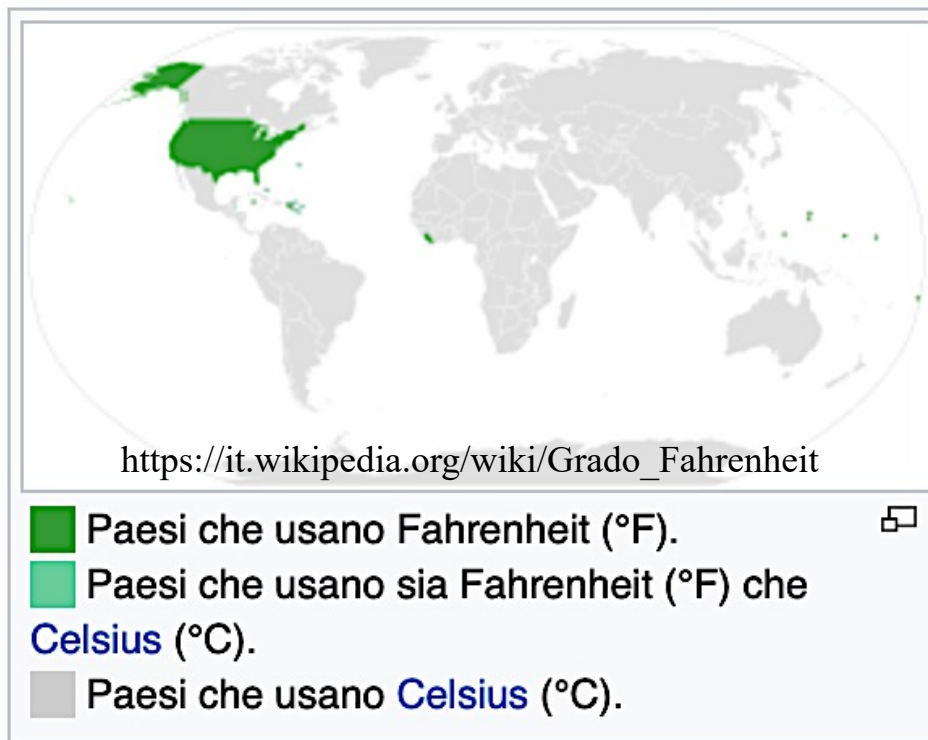 https://it.wikipedia.org/wiki/Grado_Fahrenheit
Paesi che usano Fahrenheit (°F).
Paesi che usano sia Fahrenheit (°F) che
Celsius (°C).
Paesi che usano Celsius (°C).